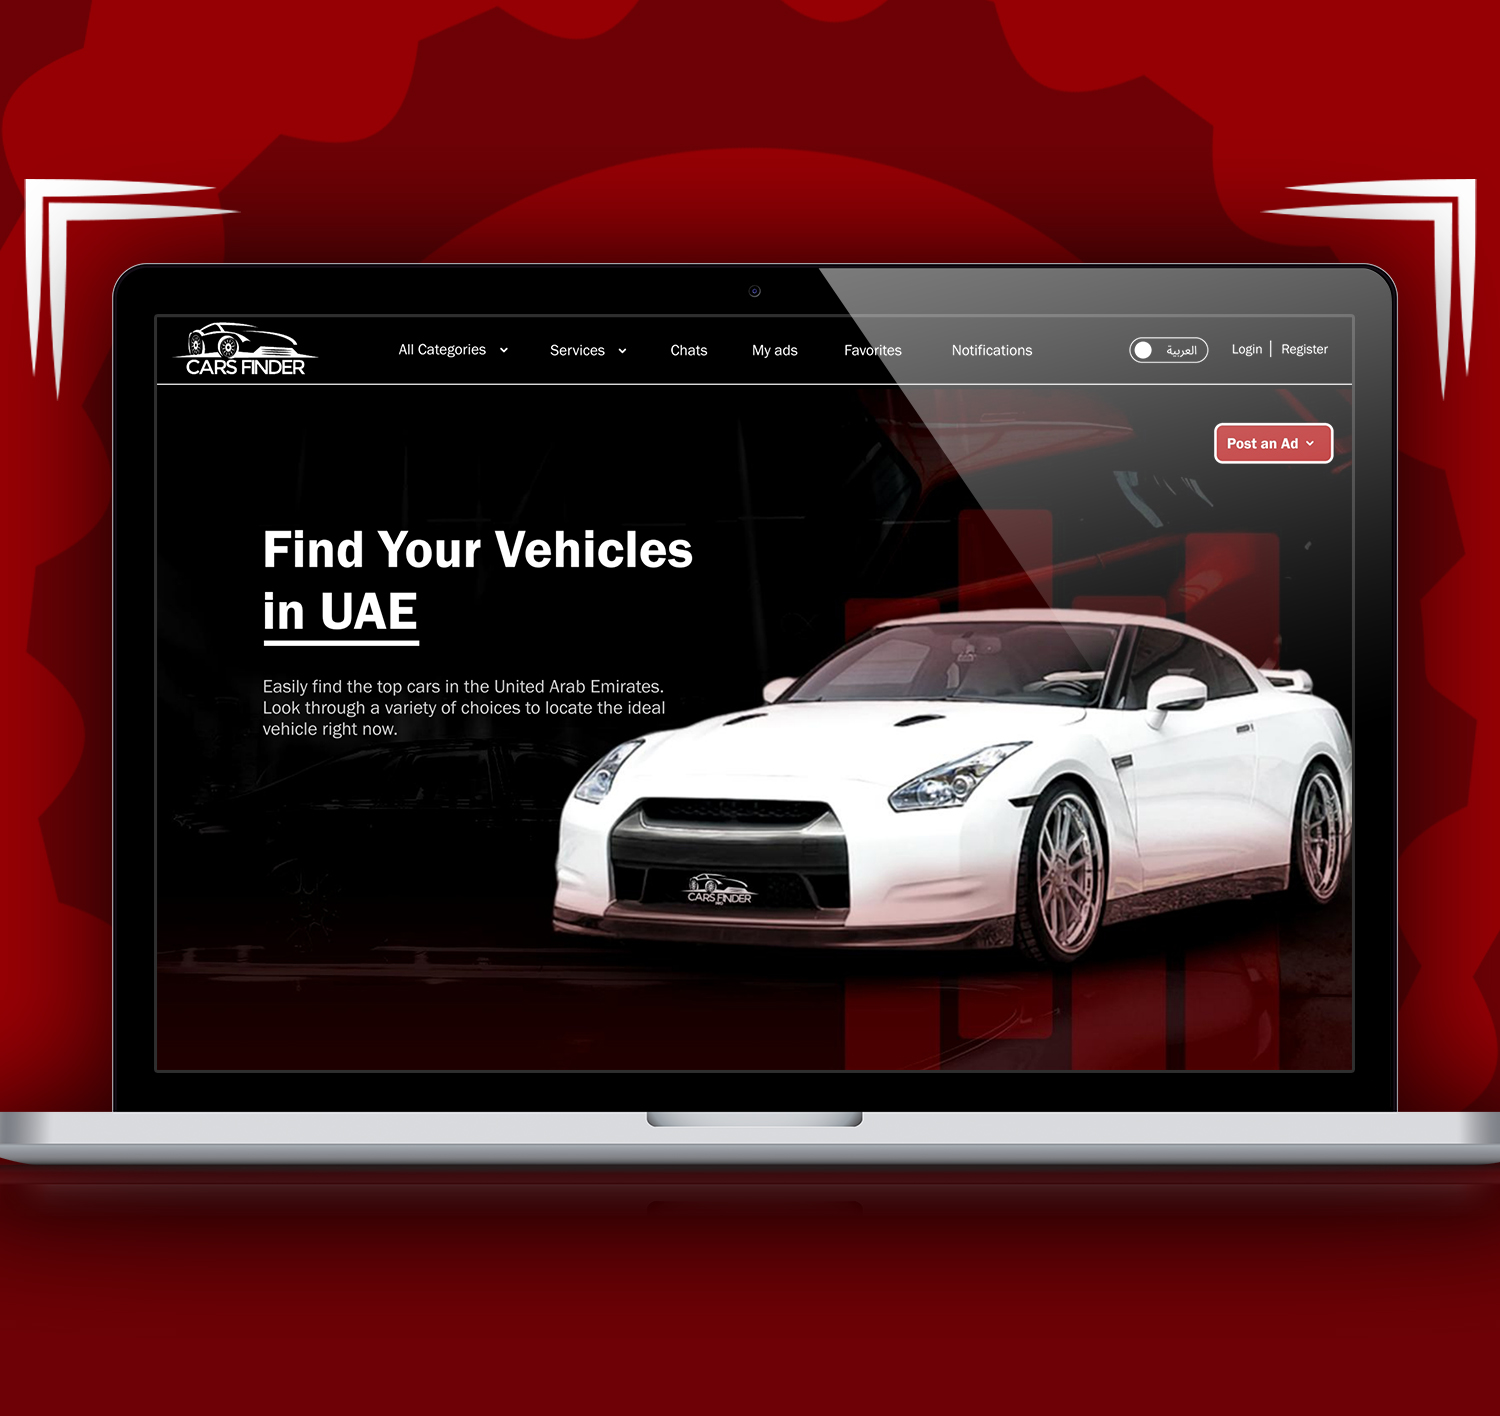 CARS FINDER
All Categories
Services
Chats
My ads
Favorites
Notifications
العربية
Login | Register
Post an Ad
Find Your Vehicles
in UAE
Easily find the top cars in the United Arab Emirates.
Look through a variety of choices to locate the ideal
vehicle right now.
CARS FINDER